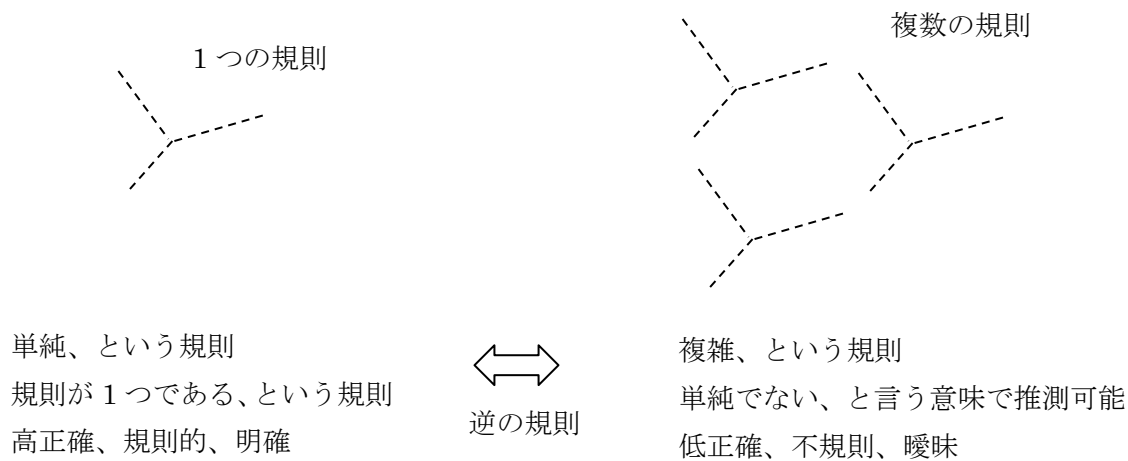 1つの規則
複数の規則
単純、という規則
規則が1つである、という規則
高正確、規則的、明確
逆の規則
複雑、という規則
単純でない、と言う意味で推測可能
低正確、不規則、曖昧